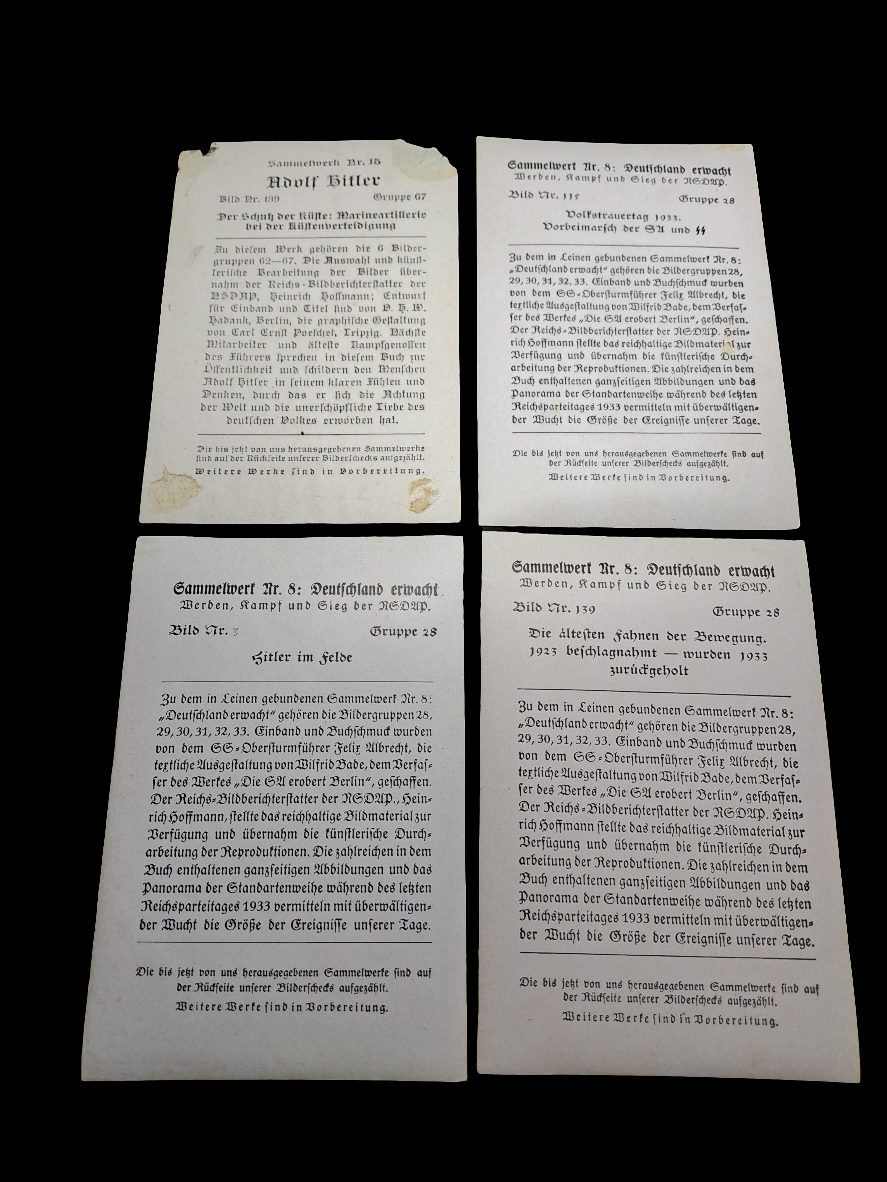 Sammelwerk Nr. 15
Adolf Hitler
Bild Nr. 139 Gruppe 67
Der Schutz der Küste: Marineartillerie
bei der Küstenverteidigung
Zu diesem Werk gehören die 6 Bilder-
gruppen 62—67. Die Auswahl und künst-
lerische Bearbeitung der Bilder über-
nahm der Reichs-Bildberichterstatter der
NSDAP, Heinrich Hoffmann; Entwurf
für Einband und Titel sind von O. H. W.
Hadank, Berlin, die graphische Gestaltung
von Carl Ernst Poeschel, Leipzig. Nächste
Mitarbeiter und älteste Kampfgenossen
des Führers sprechen in diesem Buch zur
Öffentlichkeit und schildern den Menschen
Adolf Hitler in seinem klaren Fühlen und
Denken, durch das er sich die Achtung
der Welt und die unerschöpfliche Liebe des
deutschen Volkes erworben hat.
Die bis jetzt von uns herausgegebenen Sammelwerke
sind auf der Rückseite unserer Bilderschecks aufgezählt.
Weitere Werke sind in Vorbereitung.
Sammelwerk Nr. 8: Deutschland erwacht
Werden, Kampf und Sieg der NSDAP.
Bild Nr. 115 Gruppe 28
Volkstrauertag 1933.
Vorbeimarsch der SA und SS
Zu dem in Leinen gebundenen Sammelwerk Nr. 8:
„Deutschland erwacht“ gehören die Bildergruppen 28,
29, 30, 31, 32, 33. Einband und Buchschmuck wurden
von dem SS-Obersturmführer Felix Albrecht, die
textliche Ausgestaltung von Wilfrid Bade, dem Verfas-
ser des Werkes „Die SA erobert Berlin“, geschaffen.
Der Reichs-Bildberichterstatter der NSDAP. Hein-
rich Hoffmann stellte das reichhaltige Bildmaterial zur
Verfügung und übernahm die künstlerische Durch-
arbeitung der Reproduktionen. Die zahlreichen in dem
Buch enthaltenen ganzseitigen Abbildungen und das
Panorama der Standartenweihe während des letzten
Reichsparteitages 1933 vermitteln mit überwältigen-
der Wucht die Größe der Ereignisse unserer Tage.
Die bis jetzt von uns herausgegebenen Sammelwerke sind auf
der Rückseite unserer Bilderschecks aufgezählt.
Weitere Werke sind in Vorbereitung.
Sammelwerk Nr. 8: Deutschland erwacht
Werden, Kampf und Sieg der NSDAP.
Bild Nr. 3 Gruppe 28
Hitler im Felde
Zu dem in Leinen gebundenen Sammelwerk Nr. 8:
„Deutschland erwacht“ gehören die Bildergruppen 28,
29, 30, 31, 32, 33. Einband und Buchschmuck wurden
von dem SS-Obersturmführer Felix Albrecht, die
textliche Ausgestaltung von Wilfrid Bade, dem Verfas-
ser des Werkes „Die SA erobert Berlin“, geschaffen.
Der Reichs-Bildberichterstatter der NSDAP., Hein-
rich Hoffmann, stellte das reichhaltige Bildmaterial zur
Verfügung und übernahm die künstlerische Durch-
arbeitung der Reproduktionen. Die zahlreichen in dem
Buch enthaltenen ganzseitigen Abbildungen und das
Panorama der Standartenweihe während des letzten
Reichsparteitages 1933 vermitteln mit überwältigen-
der Wucht die Größe der Ereignisse unserer Tage.
Die bis jetzt von uns herausgegebenen Sammelwerke sind auf
der Rückseite unserer Bilderschecks aufgezählt.
Weitere Werke sind in Vorbereitung.
Sammelwerk Nr. 8: Deutschland erwacht
Werden, Kampf und Sieg der NSDAP.
Bild Nr. 139 Gruppe 28
Die ältesten Fahnen der Bewegung.
1923 beschlagnahmt — wurden 1933
zurückgeholt
Zu dem in Leinen gebundenen Sammelwerk Nr. 8:
„Deutschland erwacht“ gehören die Bildergruppen 28,
29, 30, 31, 32, 33. Einband und Buchschmuck wurden
von dem SS-Obersturmführer Felix Albrecht, die
textliche Ausgestaltung von Wilfrid Bade, dem Verfas-
ser des Werkes „Die SA erobert Berlin“, geschaffen.
Der Reichs-Bildberichterstatter der NSDAP. Hein-
rich Hoffmann stellte das reichhaltige Bildmaterial zur
Verfügung und übernahm die künstlerische Durch-
arbeitung der Reproduktionen. Die zahlreichen in dem
Buch enthaltenen ganzseitigen Abbildungen und das
Panorama der Standartenweihe während des letzten
Reichsparteitages 1933 vermitteln mit überwältigen-
der Wucht die Größe der Ereignisse unserer Tage.
Die bis jetzt von uns herausgegebenen Sammelwerke sind auf
der Rückseite unserer Bilderschecks aufgezählt.
Weitere Werke sind in Vorbereitung.